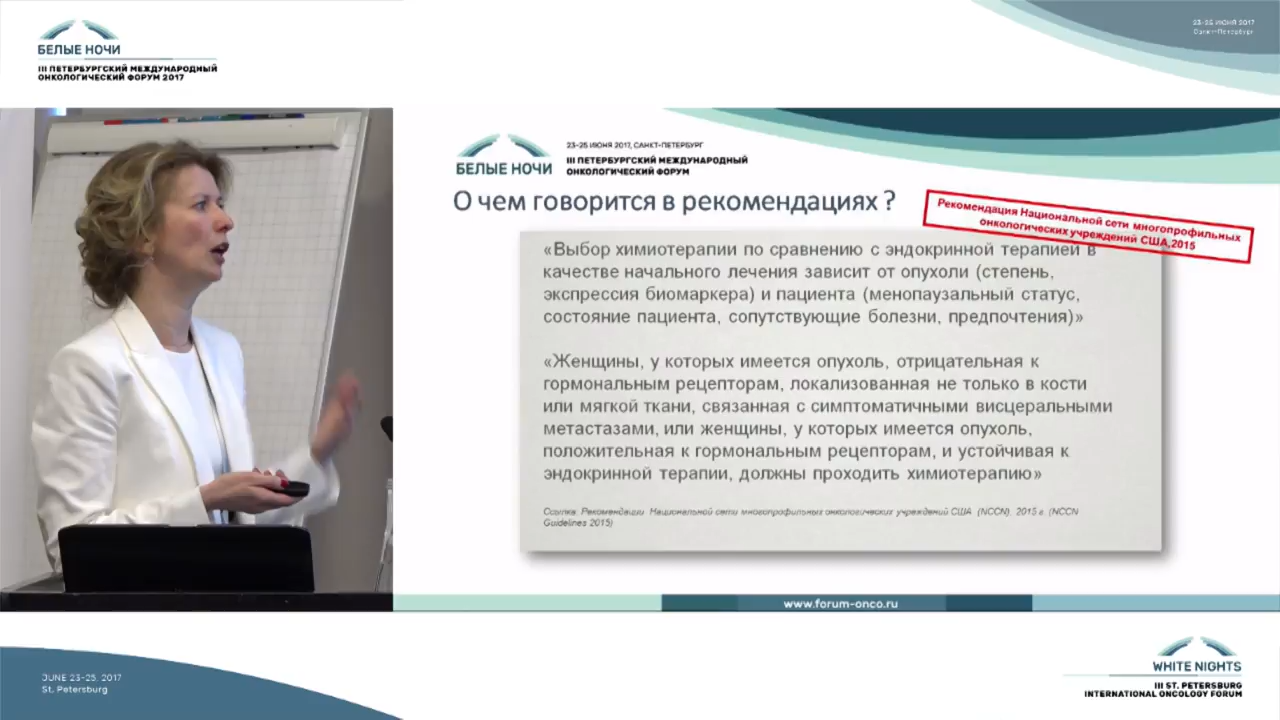 БЕЛЫЕ НОЧИ
III ПЕТЕРБУРГСКИЙ МЕЖДУНАРОДНЫЙ
ОНКОЛОГИЧЕСКИЙ ФОРУМ 2017
23-25 ИЮНЯ 2017
Санкт-Петербург
БЕЛЫЕ НОЧИ
23-25 ИЮНЯ 2017, САНКТ-ПЕТЕРБУРГ
III ПЕТЕРБУРГСКИЙ МЕЖДУНАРОДНЫЙ
ОНКОЛОГИЧЕСКИЙ ФОРУМ
О чем говорится в рекомендациях ?
Рекомендация Национальной сети многопрофильных
онкологических учреждений США,2015
«Выбор химиотерапии по сравнению с эндокринной терапией в
качестве начального лечения зависит от опухоли (степень,
экспрессия биомаркера) и пациента (менопаузальный статус,
состояние пациента, сопутствующие болезни, предпочтения)»
«Женщины, у которых имеется опухоль, отрицательная к
гормональным рецепторам, локализованная не только в кости
или мягкой ткани, связанная с симптоматичными висцеральными
метастазами, или женщины, у которых имеется опухоль,
положительная к гормональным рецепторам, и устойчивая к
эндокринной терапии, должны проходить химиотерапию»
Ссылка: Рекомендации Национальной сети многопрофильных онкологических учреждений США (NCCN), 2015 г. (NCCN
Guidelines 2015)
www.forum-onco.ru
JUNE 23-25, 2017
St. Petersburg
WHITE NIGHTS
III ST. PETERSBURG
INTERNATIONAL ONCOLOGY FORUM